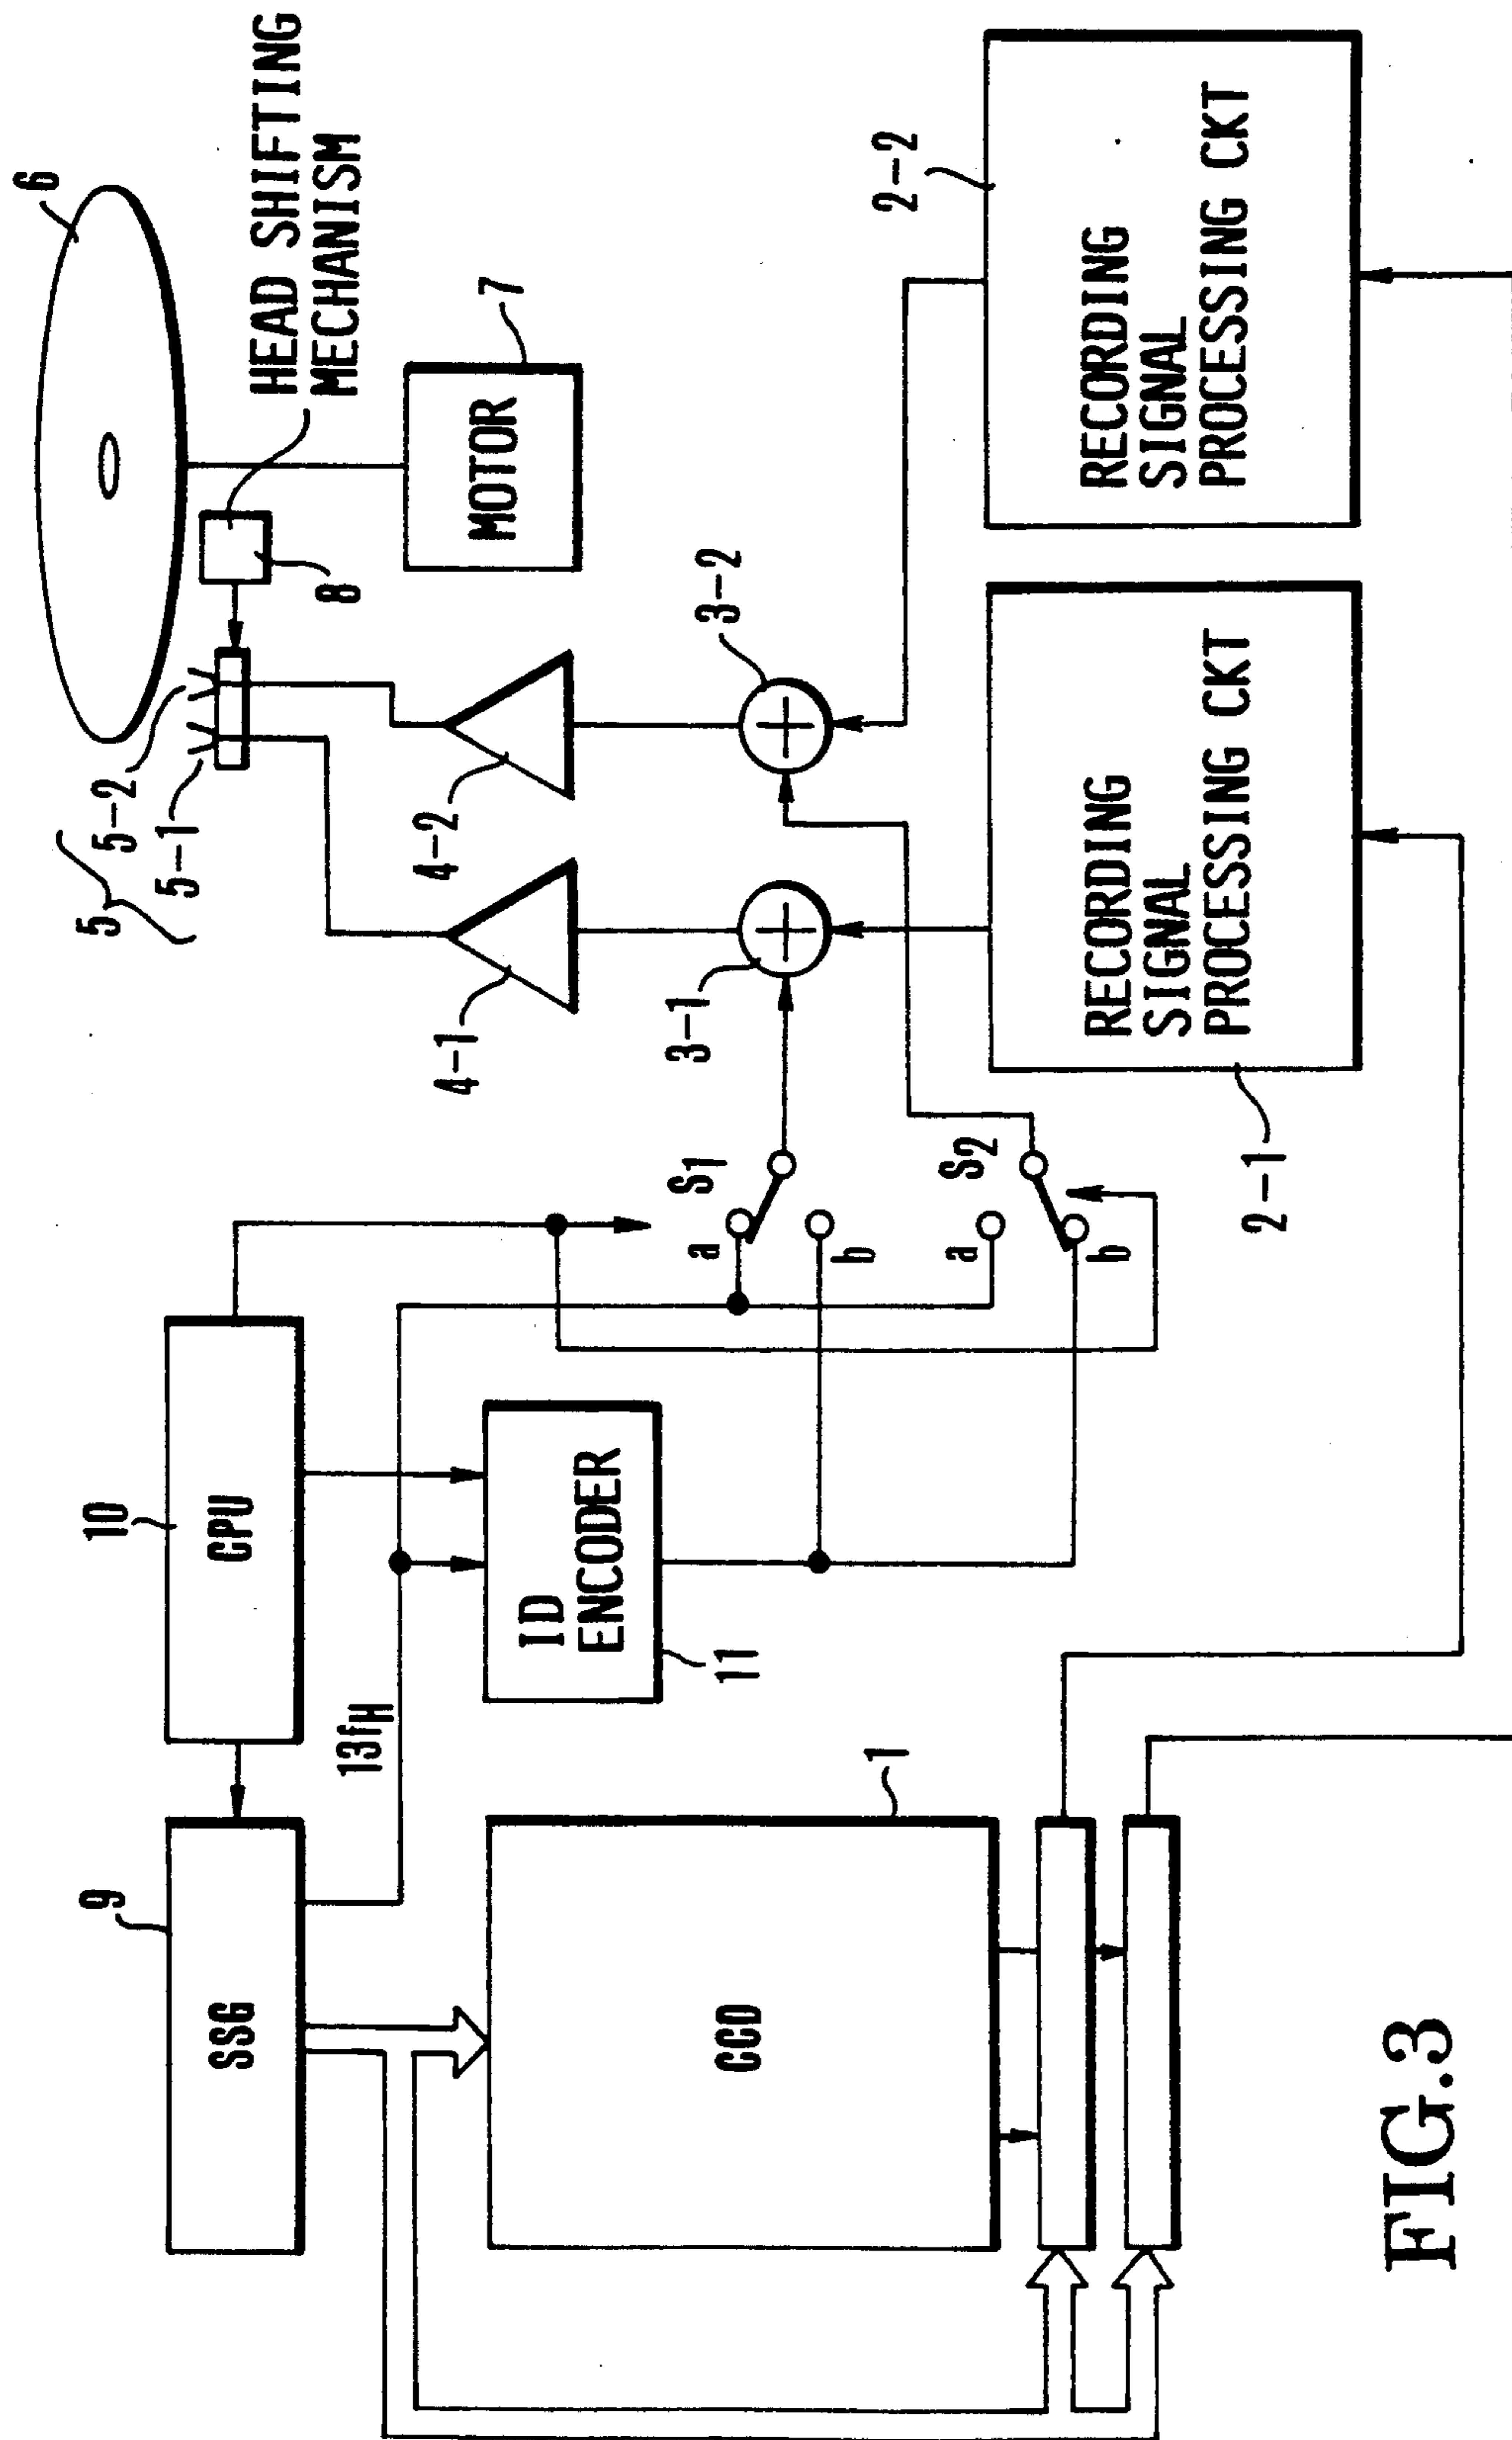 6
HEAD SHIFTING
MECHANISM
7
MOTOR
8
5
5-2
5-1
4-2
4-1
3-2
3-1
2-2
RECORDING
SIGNAL
PROCESSING CKT
RECORDING
SIGNAL
PROCESSING CKT
2-1
S1
a
b
S2
a
b
10
CPU
13fH
ID
ENCODER
11
9
SSG
1
CCD
FIG.3